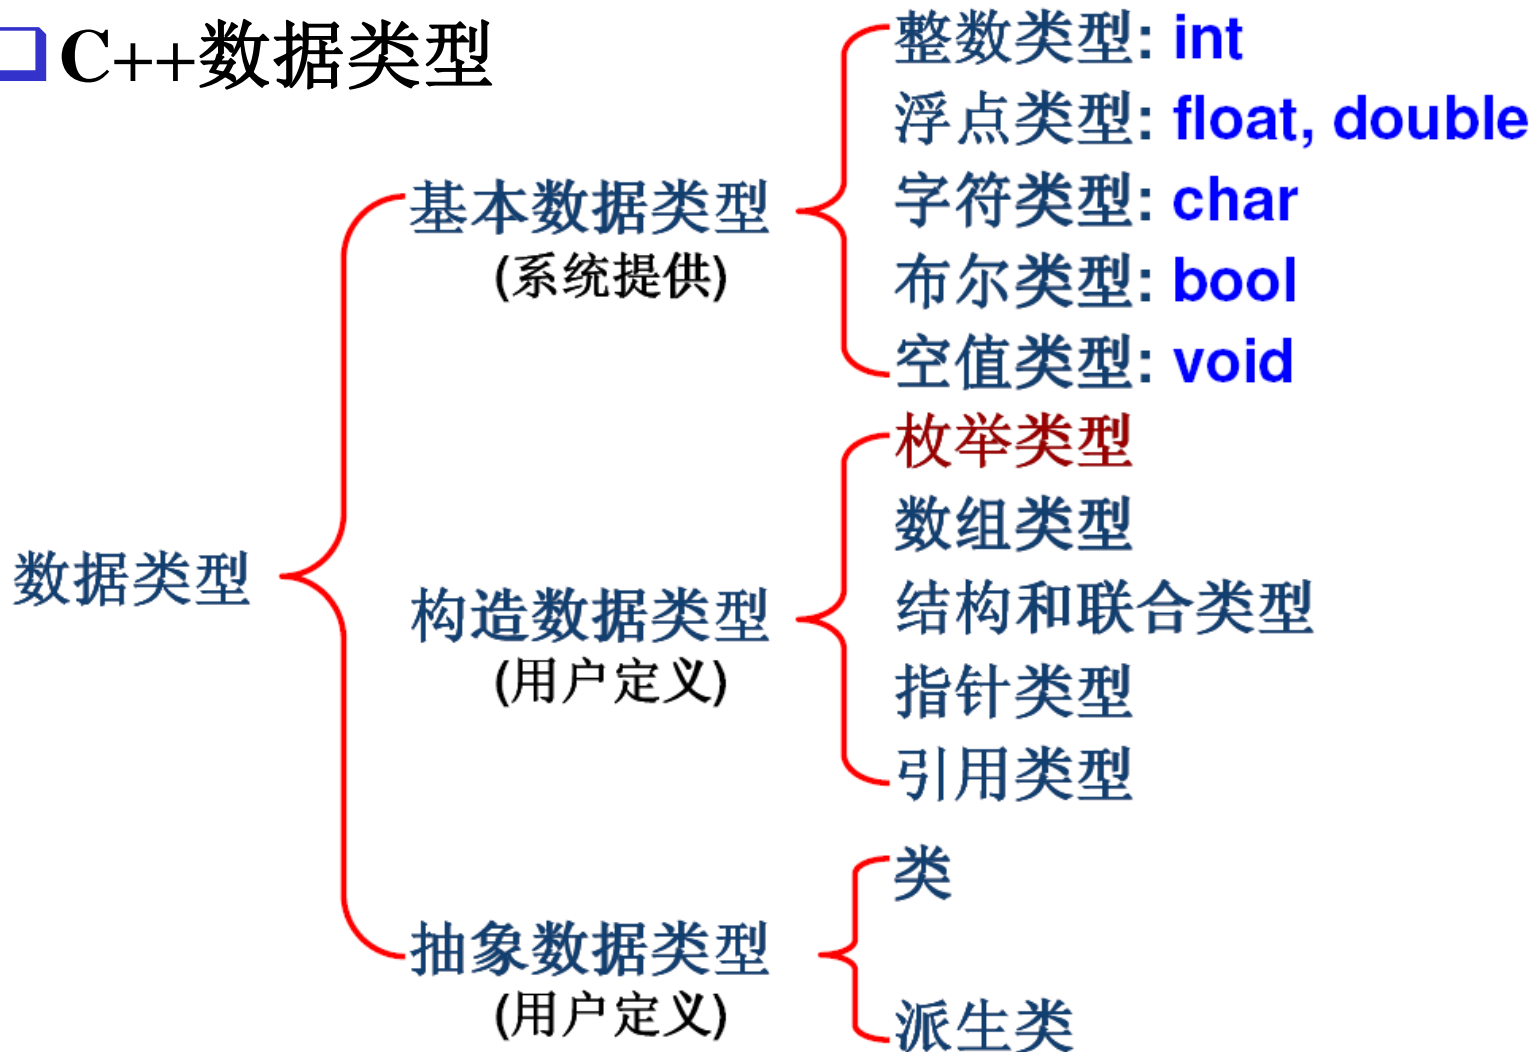 C++数据类型
数据类型
基本数据类型
(系统提供)
整数类型: int
浮点类型: float, double
字符类型: char
布尔类型: bool
空值类型: void
构造数据类型
(用户定义)
枚举类型
数组类型
结构和联合类型
指针类型
引用类型
抽象数据类型
(用户定义)
类
派生类